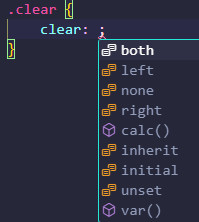 .clear {
clear: ;
}
both
left
none
right
calc()
inherit
initial
unset
var()